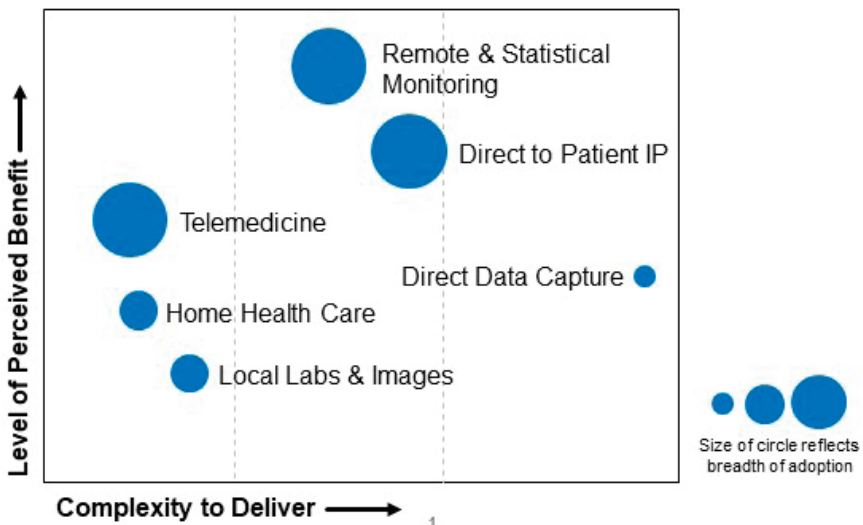 Remote & Statistical
Monitoring
Direct to Patient IP
Telemedicine
Direct Data Capture
Home Health Care
Local Labs & Images
Level of Perceived Benefit
Size of circle reflects
breadth of adoption
Complexity to Deliver
1